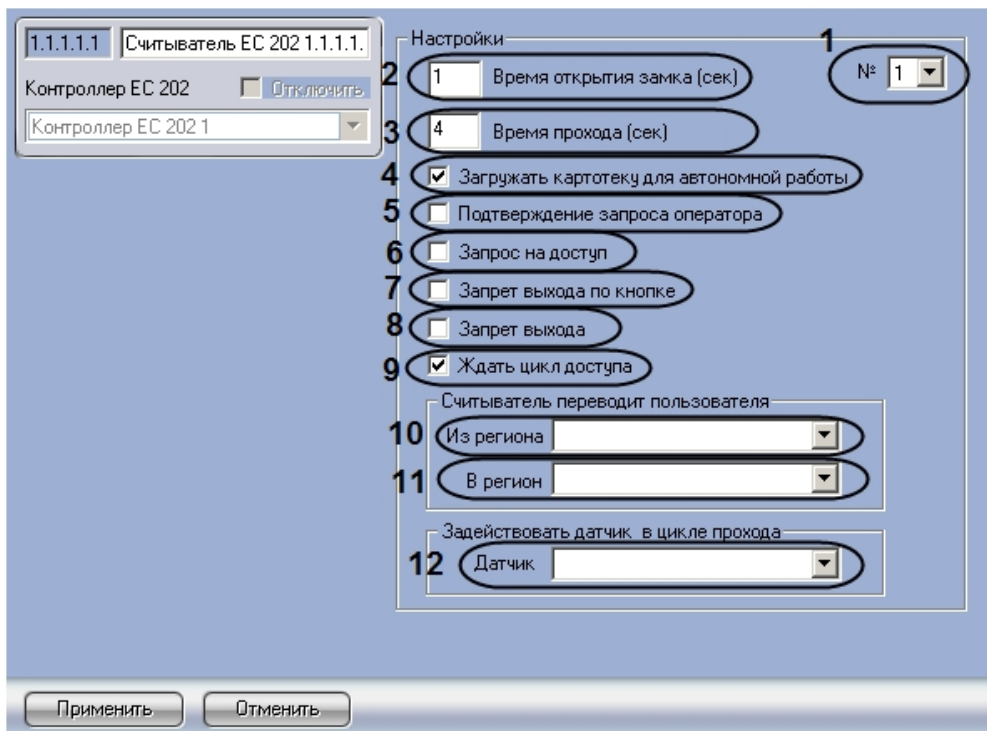 1.1.1.1.1 Считыватель ЕС 202 1.1.1.1.
Контроллер ЕС 202 Отключить
Контроллер ЕС 202 1
Настройки
1 № 1
2 1 Время открытия замка (сек)
3 4 Время прохода (сек)
4 Загружать картотеку для автономной работы
5 Подтверждение запроса оператора
6 Запрос на доступ
7 Запрет выхода по кнопке
8 Запрет выхода
9 Ждать цикл доступа
Считыватель переводит пользователя
10 Из региона
11 В регион
Задействовать датчик в цикле прохода
12 Датчик
Применить Отменить